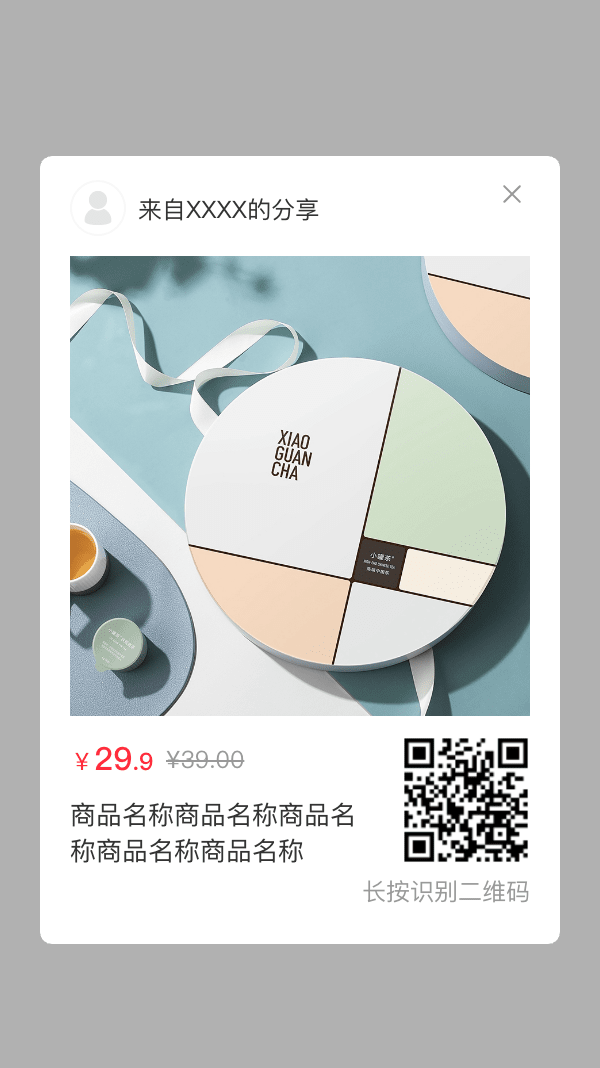 来自XXXX的分享
XIAO
GUAN
CHA
小罐茶
¥29.9 ¥39.00
商品名称商品名称商品名
称商品名称商品名称
长按识别二维码